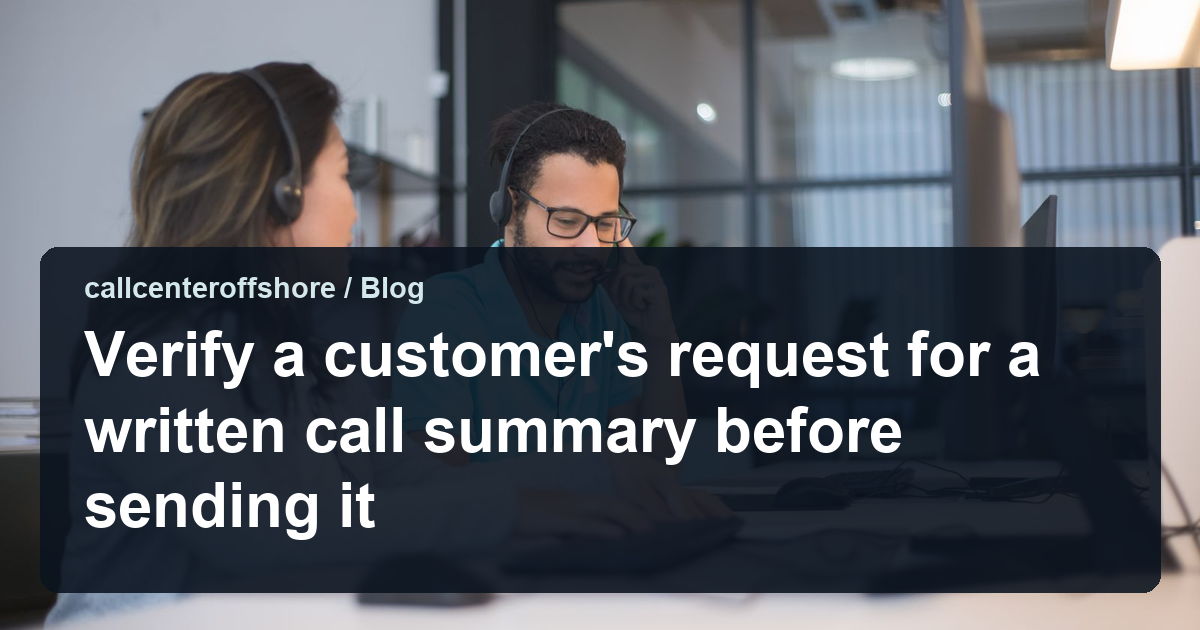 callcenteroffshore / Blog
Verify a customer's request for a
written call summary before
sending it